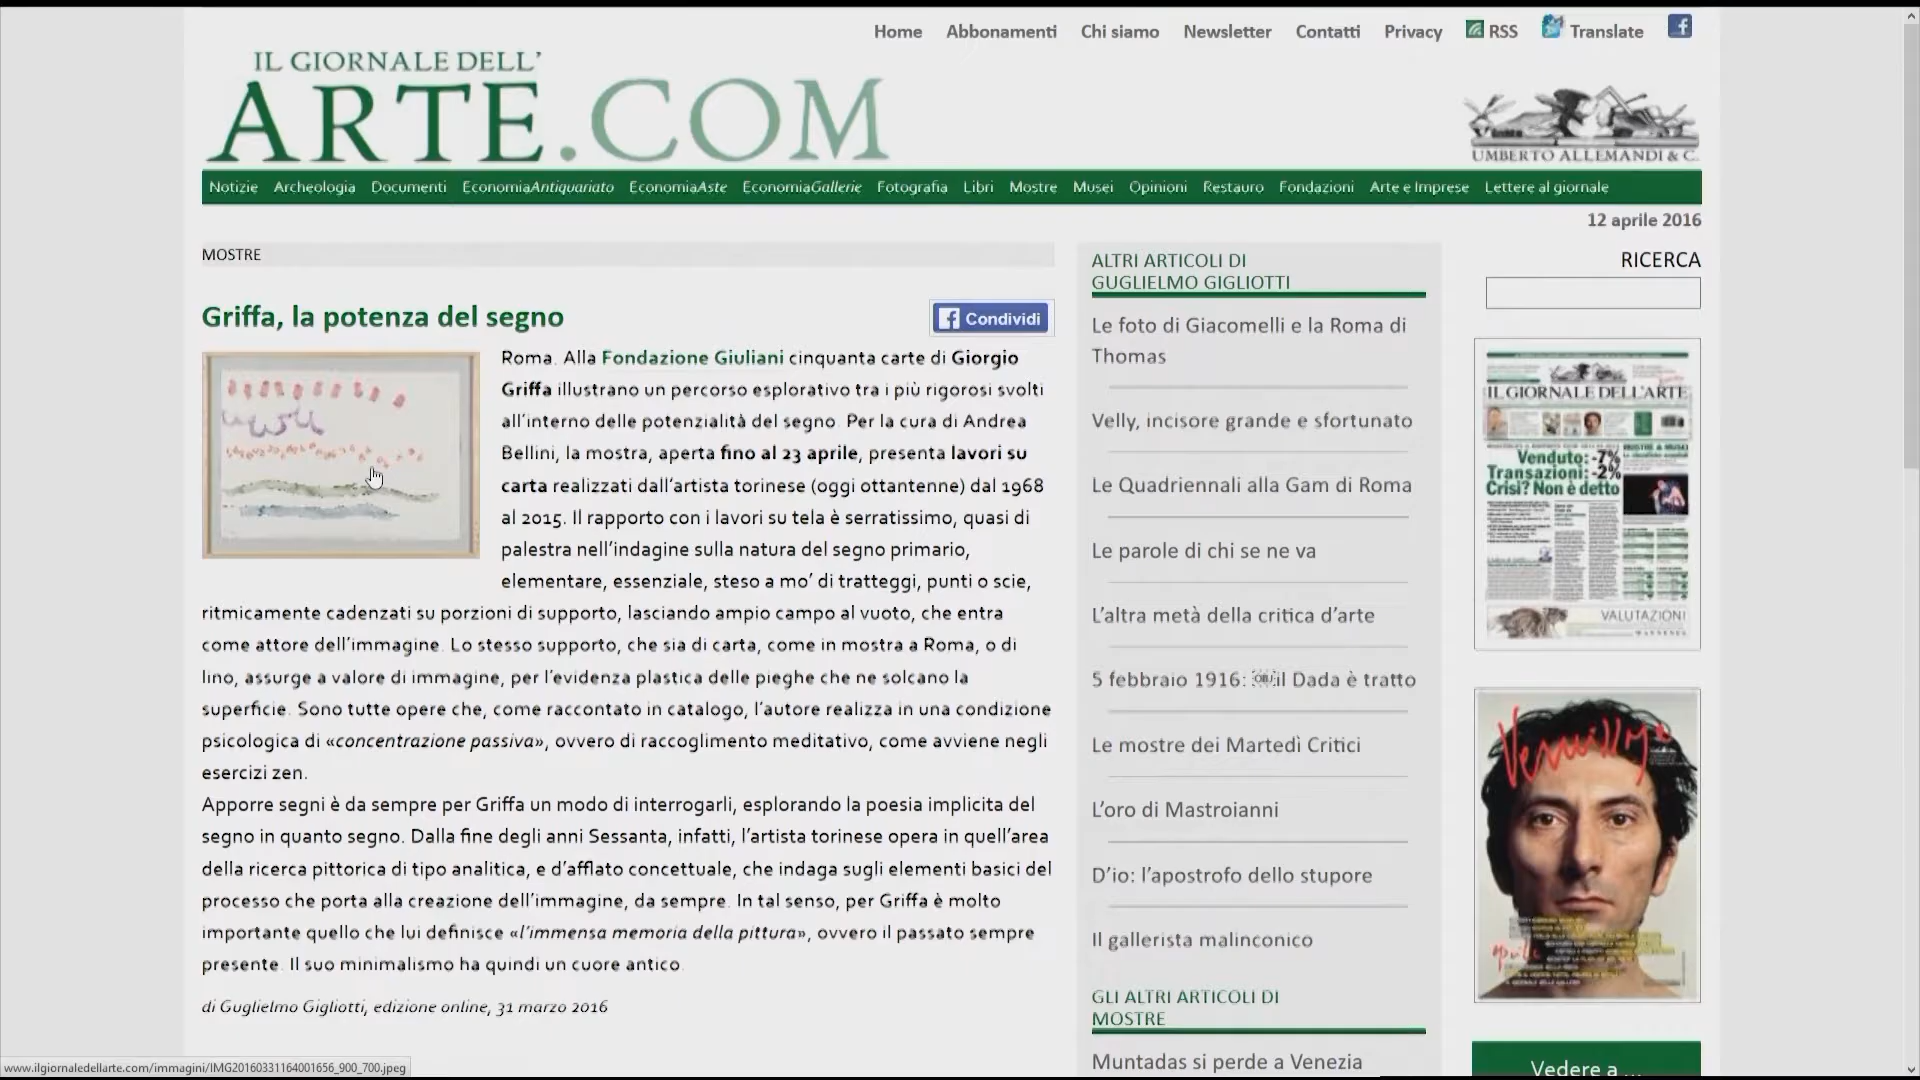 Home Abbonamenti Chi siamo Newsletter Contatti Privacy RSS Translate
IL GIORNALE DELL'
ARTE.COM
UMBERTO ALLEMANDI & C.
Notizie Archeologia Documenti EconomiaAntiquariato EconomiaAste EconomiaGallerie Fotografia Libri Mostre Musei Opinioni Restauro Fondazioni Arte e Imprese Lettere al giornale
12 aprile 2016
MOSTRE
Griffa, la potenza del segno
Condividi
Roma. Alla Fondazione Giuliani cinquanta carte di Giorgio
Griffa illustrano un percorso esplorativo tra i più rigorosi svolti
all'interno delle potenzialità del segno. Per la cura di Andrea
Bellini, la mostra, aperta fino al 23 aprile, presenta lavori su
carta realizzati dall'artista torinese (oggi ottantenne) dal 1968
al 2015. Il rapporto con i lavori su tela è serratissimo, quasi di
palestra nell'indagine sulla natura del segno primario,
elementare, essenziale, steso a mo' di tratteggi, punti o scie,
ritmicamente cadenzati su porzioni di supporto, lasciando ampio campo al vuoto, che entra
come attore dell'immagine. Lo stesso supporto, che sia di carta, come in mostra a Roma, o di
lino, assurge a valore di immagine, per l'evidenza plastica delle pieghe che ne solcano la
superficie. Sono tutte opere che, come raccontato in catalogo, l'autore realizza in una condizione
psicologica di «concentrazione passiva», ovvero di raccoglimento meditativo, come avviene negli
esercizi zen.
Apporre segni è da sempre per Griffa un modo di interrogarli, esplorando la poesia implicita del
segno in quanto segno. Dalla fine degli anni Sessanta, infatti, l'artista torinese opera in quell'area
della ricerca pittorica di tipo analitica, e d'afflato concettuale, che indaga sugli elementi basici del
processo che porta alla creazione dell'immagine, da sempre. In tal senso, per Griffa è molto
importante quello che lui definisce «l'immensa memoria della pittura», ovvero il passato sempre
presente. Il suo minimalismo ha quindi un cuore antico.
di Guglielmo Gigliotti, edizione online, 31 marzo 2016
ALTRI ARTICOLI DI
GUGLIELMO GIGLIOTTI
Le foto di Giacomelli e la Roma di
Thomas
Velly, incisore grande e sfortunato
Le Quadriennali alla Gam di Roma
Le parole di chi se ne va
L'altra metà della critica d'arte
5 febbraio 1916: il Dada è tratto
Le mostre dei Martedì Critici
L'oro di Mastroianni
D'io: l'apostrofo dello stupore
Il gallerista malinconico
GLI ALTRI ARTICOLI DI
MOSTRE
Muntadas si perde a Venezia
RICERCA
IL GIORNALE DELL'ARTE
Venduto: -7%
Transazioni: -2%
Crisi? Non è detto
VALUTAZIONI
WANNENES
Vernissage
aprile
Vedere a ...
www.ilgiornaledellarte.com/immagini/IMG20160331164001656_900_700.jpeg